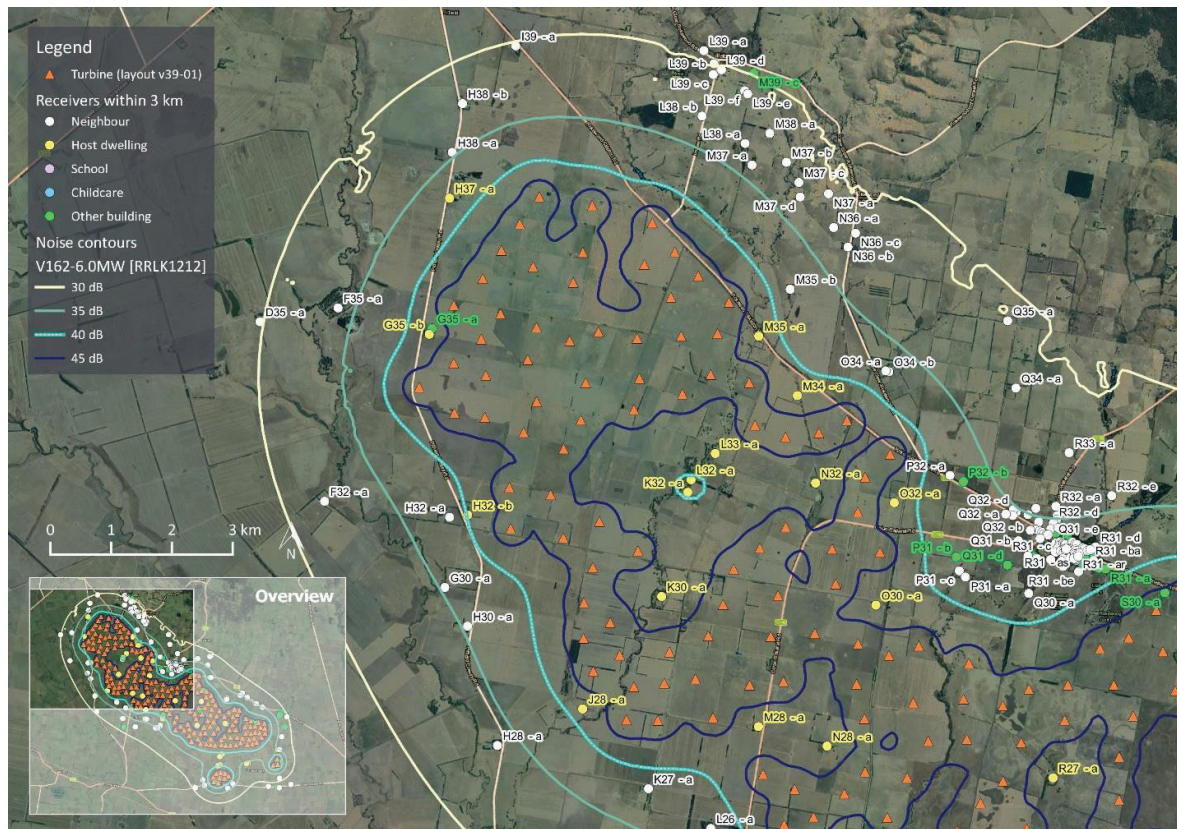 Legend
Turbine (layout v39-01)
Receivers within 3 km
Neighbour
Host dwelling
School
Childcare
Other building
Noise contours
V162-6.0MW [RRLK1212]
30 dB
35 dB
40 dB
45 dB
I39 - a
L39 - a
L39 - b
L39 - d
L39 - c
M39 - c
L39 - f
L39 - e
H38 - b
L38 - b
M38 - a
L38 - a
H38 - a
M37 - a
M37 - b
M37 - c
H37 - a
M37 - d
N37 - a
N36 - a
N36 - c
N36 - b
M35 - b
F35 - a
D35 - a
G35 - b
G35 - a
M35 - a
Q35 - a
O34 - a
O34 - b
M34 - a
Q34 - a
L33 - a
R33 - a
L32 - a
K32 - a
N32 - a
P32 - a
P32 - b
R32 - e
F32 - a
H32 - a
H32 - b
O32 - a
Q32 - d
R32 - a
Q32 - a
R32 - d
Q32 - b
Q31 - e
Q31 - b
R31 - d
P31 - b
Q31 - d
R31 - c
R31 - ba
R31 - as
R31 - ar
P31 - c
P31 - a
R31 - be
R31 - a
G30 - a
K30 - a
O30 - a
Q30 - a
S30 - a
H30 - a
0 1 2 3 km
N
Overview
J28 - a
M28 - a
N28 - a
H28 - a
K27 - a
R27 - a
L26 - a